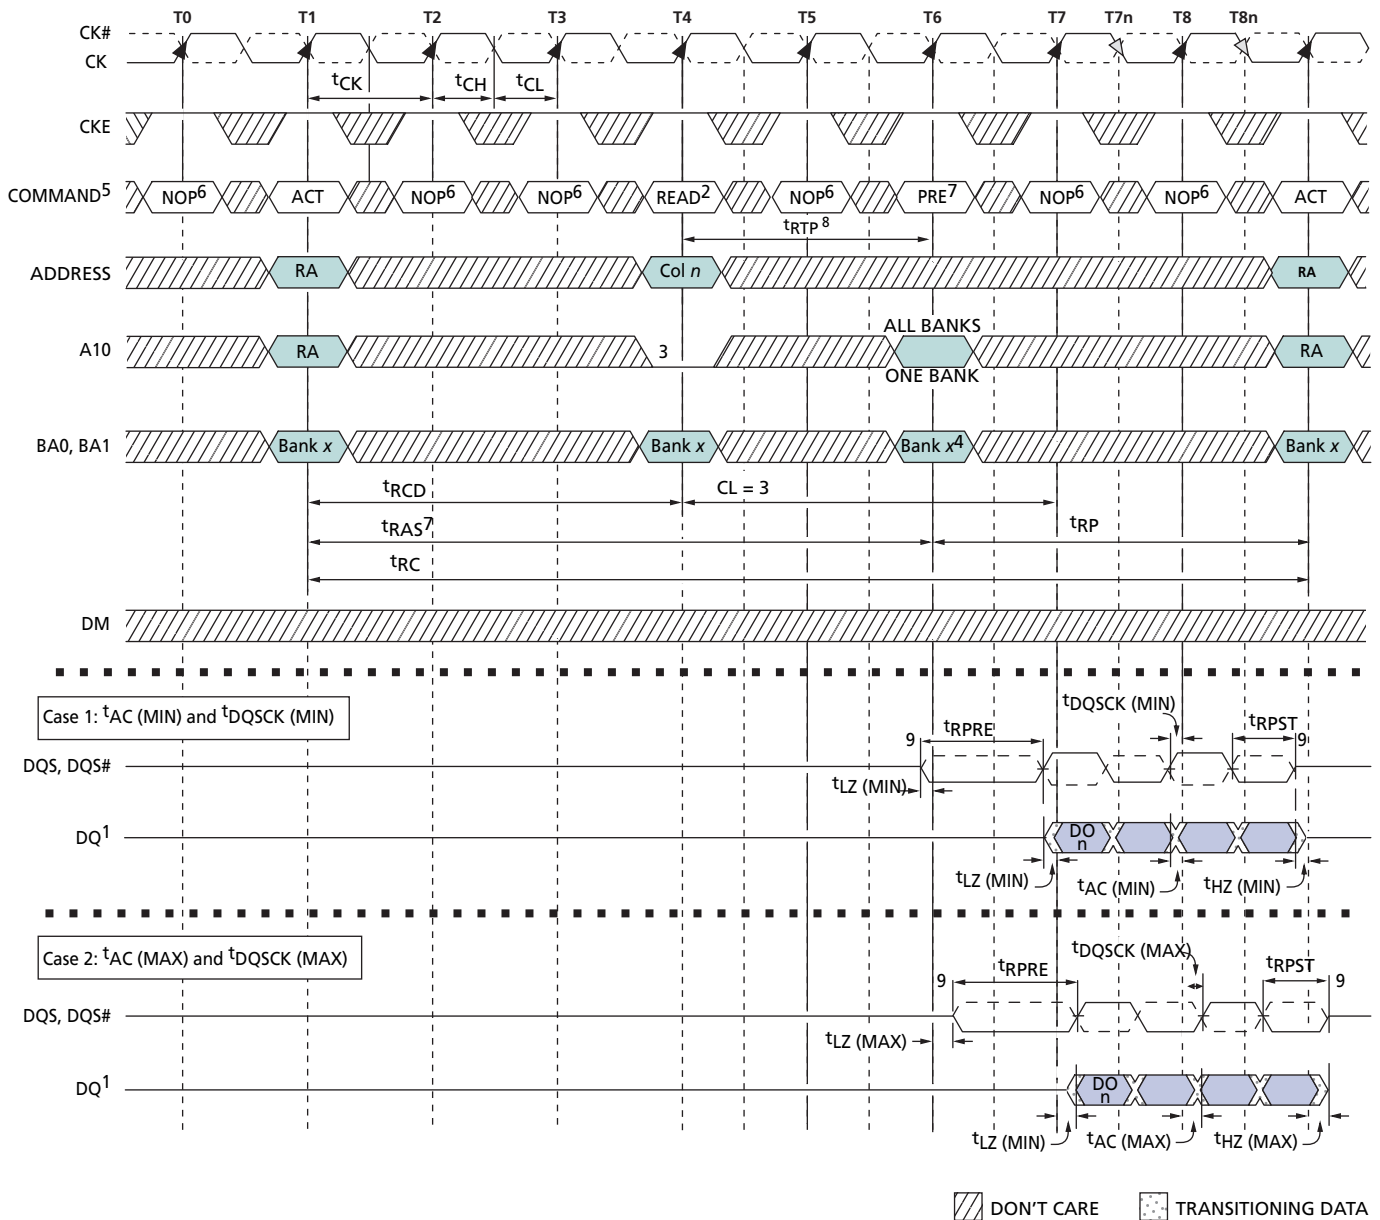 T0 T1 T2 T3 T4 T5 T6 T7 T7n T8 T8n
CK#
CK
tCK tCH tCL
CKE
COMMAND5 NOP6 ACT NOP6 NOP6 READ2 NOP6 PRE7 NOP6 NOP6 ACT
tRTP 8
ADDRESS RA Col n RA
ALL BANKS
A10 RA 3 RA
ONE BANK
BA0, BA1 Bank x Bank x Bank x4 Bank x
tRCD CL = 3
tRAS7 tRP
tRC
DM
Case 1: tAC (MIN) and tDQSCK (MIN)
tDQSCK (MIN)
9 tRPRE tRPST 9
DQS, DQS#
tLZ (MIN)
DQ1 DO
n
tLZ (MIN) tAC (MIN) tHZ (MIN)
Case 2: tAC (MAX) and tDQSCK (MAX)
tDQSCK (MAX)
9 tRPRE tRPST 9
DQS, DQS#
tLZ (MAX)
DQ1 DO
n
tLZ (MIN) tAC (MAX) tHZ (MAX)
DON'T CARE TRANSITIONING DATA